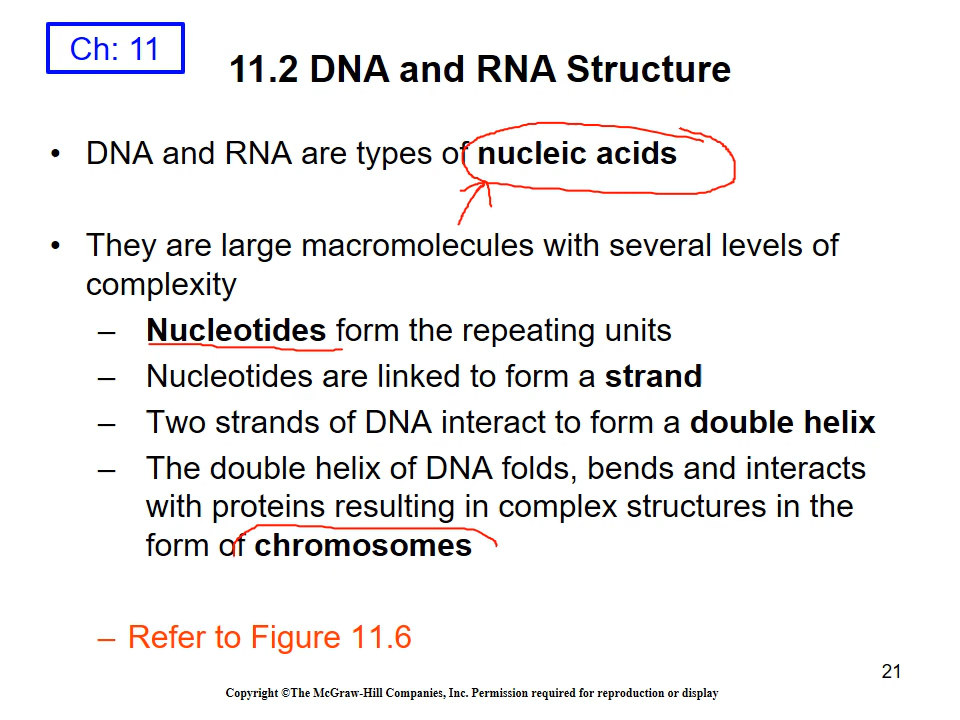 Ch: 11
11.2 DNA and RNA Structure
• DNA and RNA are types of nucleic acids
• They are large macromolecules with several levels of
complexity
– Nucleotides form the repeating units
– Nucleotides are linked to form a strand
– Two strands of DNA interact to form a double helix
– The double helix of DNA folds, bends and interacts
with proteins resulting in complex structures in the
form of chromosomes
– Refer to Figure 11.6
21
Copyright ©The McGraw-Hill Companies, Inc. Permission required for reproduction or display